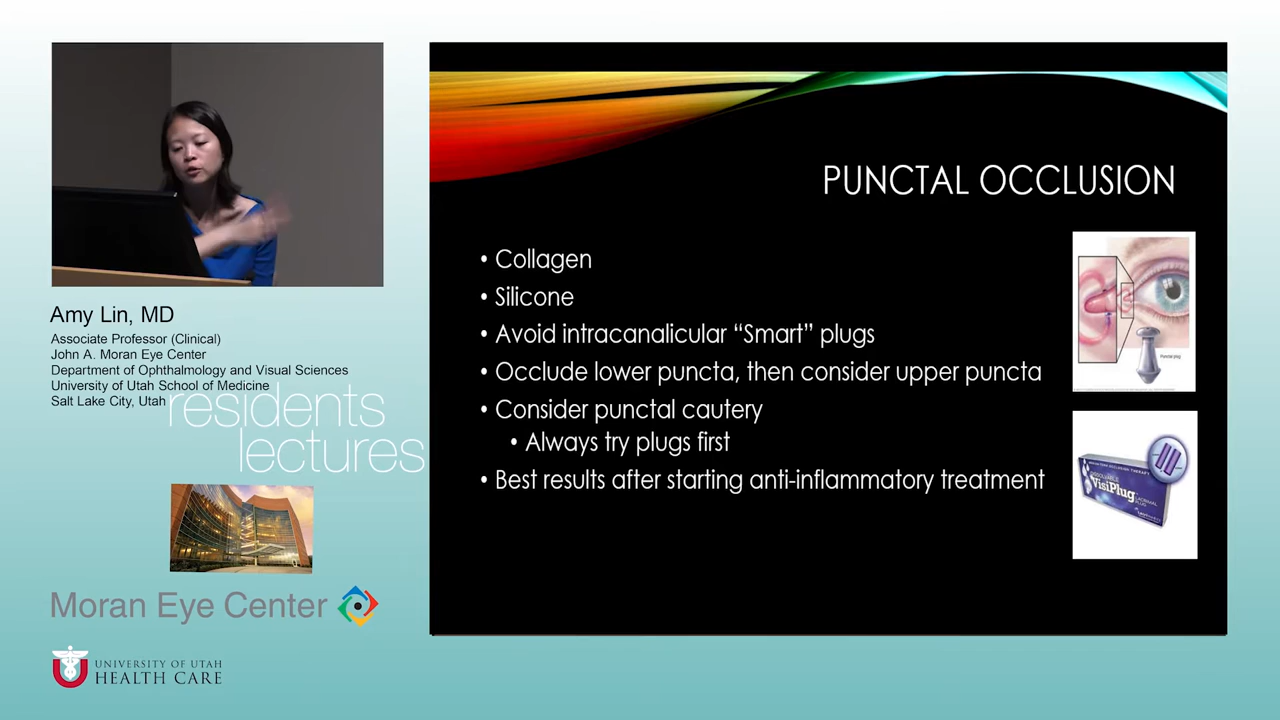 PUNCTAL OCCLUSION
• Collagen
• Silicone
• Avoid intracanalicular “Smart” plugs
• Occlude lower puncta, then consider upper puncta
• Consider punctal cautery
• Always try plugs first
• Best results after starting anti-inflammatory treatment
Punctal plug
VisiPlug
LACRIMAL
PLUG
Amy Lin, MD
Associate Professor (Clinical)
John A. Moran Eye Center
Department of Ophthalmology and Visual Sciences
University of Utah School of Medicine
Salt Lake City, Utah
residents
lectures
Moran Eye Center
UNIVERSITY OF UTAH
HEALTH CARE